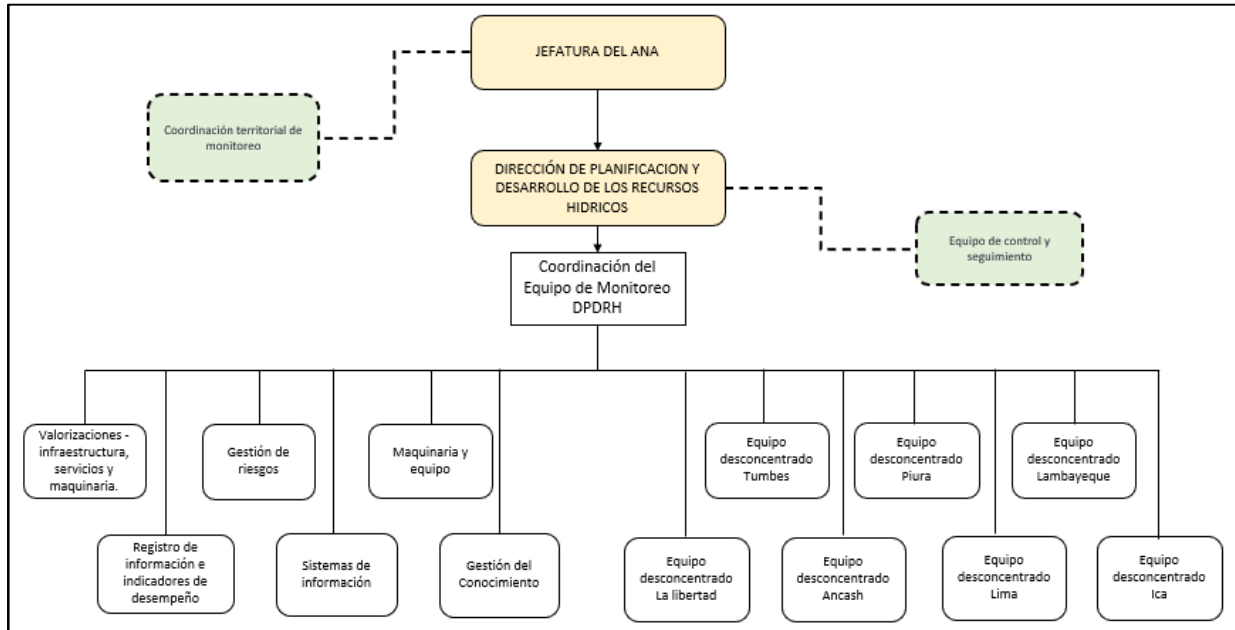 JEFATURA DEL ANA
Coordinación territorial de
monitoreo
DIRECCIÓN DE PLANIFICACION Y
DESARROLLO DE LOS RECURSOS
HIDRICOS
Equipo de control y
seguimiento
Coordinación del
Equipo de Monitoreo
DPDRH
Valorizaciones -
infraestructura,
servicios y
maquinaria.
Gestión de
riesgos
Maquinaria y
equipo
Equipo
desconcentrado
Tumbes
Equipo
desconcentrado
Piura
Equipo
desconcentrado
Lambayeque
Registro de
información e
indicadores de
desempeño
Sistemas de
información
Gestión del
Conocimiento
Equipo
desconcentrado
La libertad
Equipo
desconcentrado
Ancash
Equipo
desconcentrado
Lima
Equipo
desconcentrado
Ica